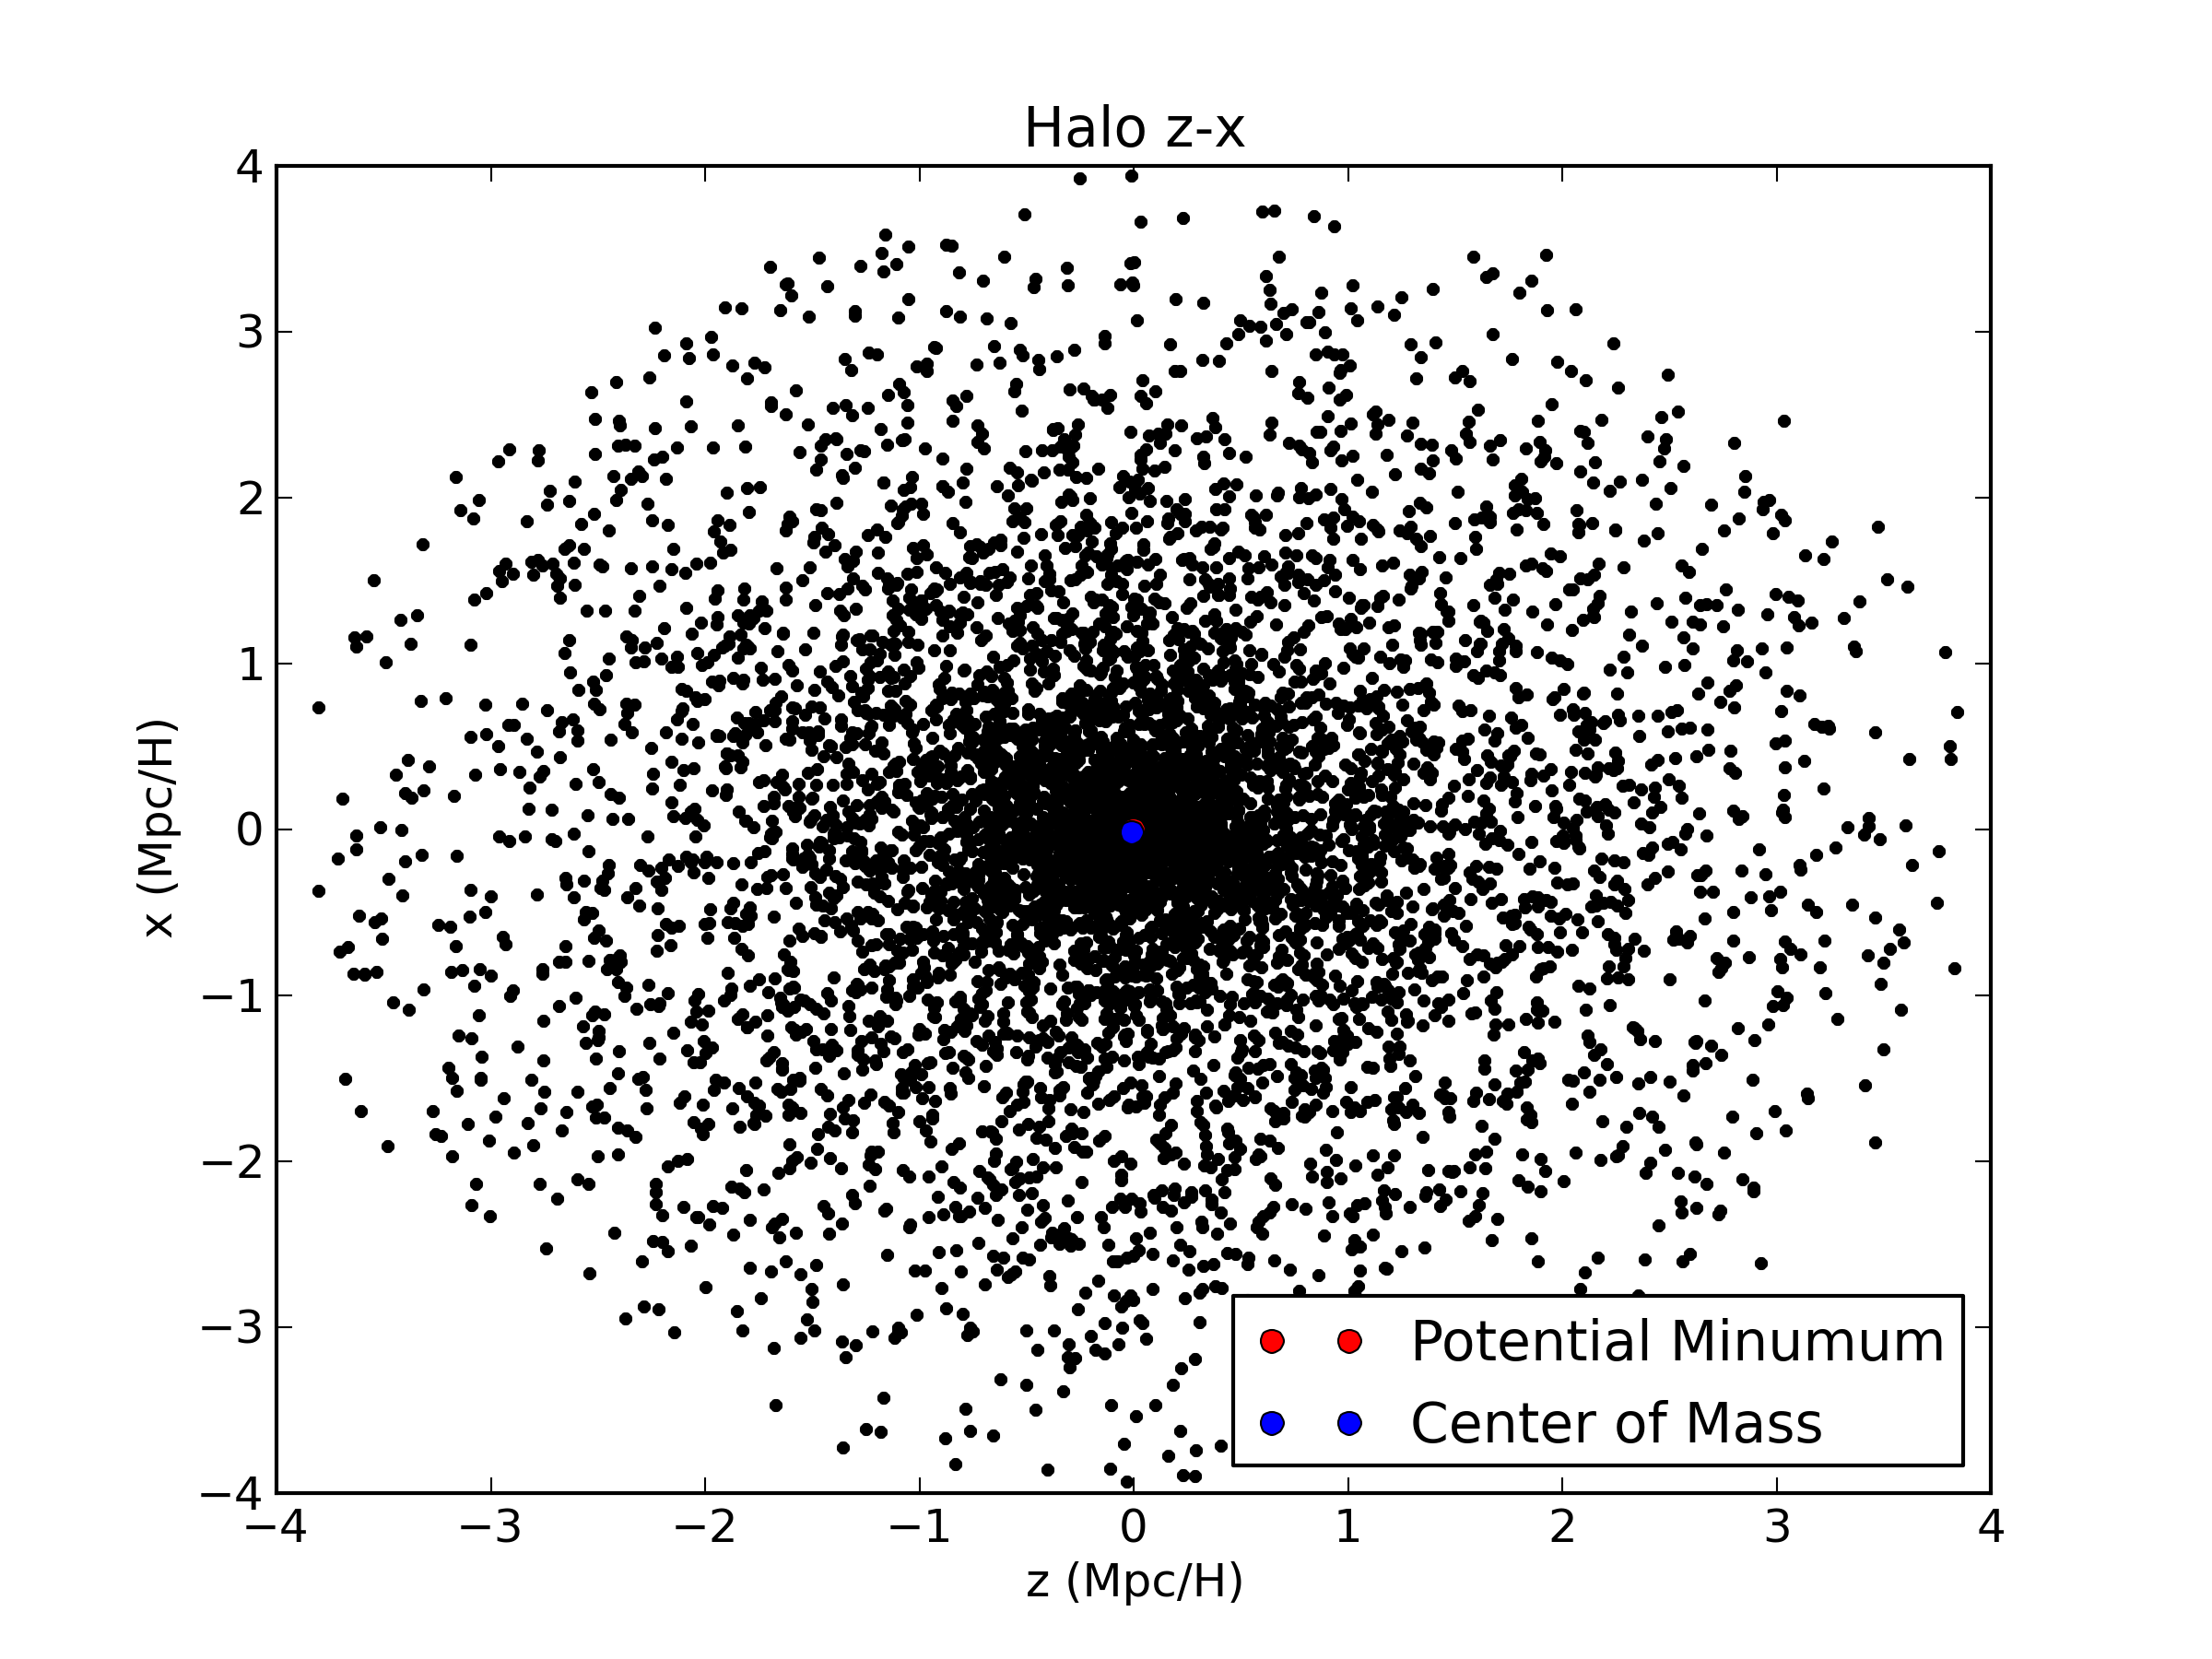 Halo z-x
4
3
2
1
0
−1
−2
−3
−4
x (Mpc/H)
Potential Minumum
Center of Mass
−4 −3 −2 −1 0 1 2 3 4
z (Mpc/H)